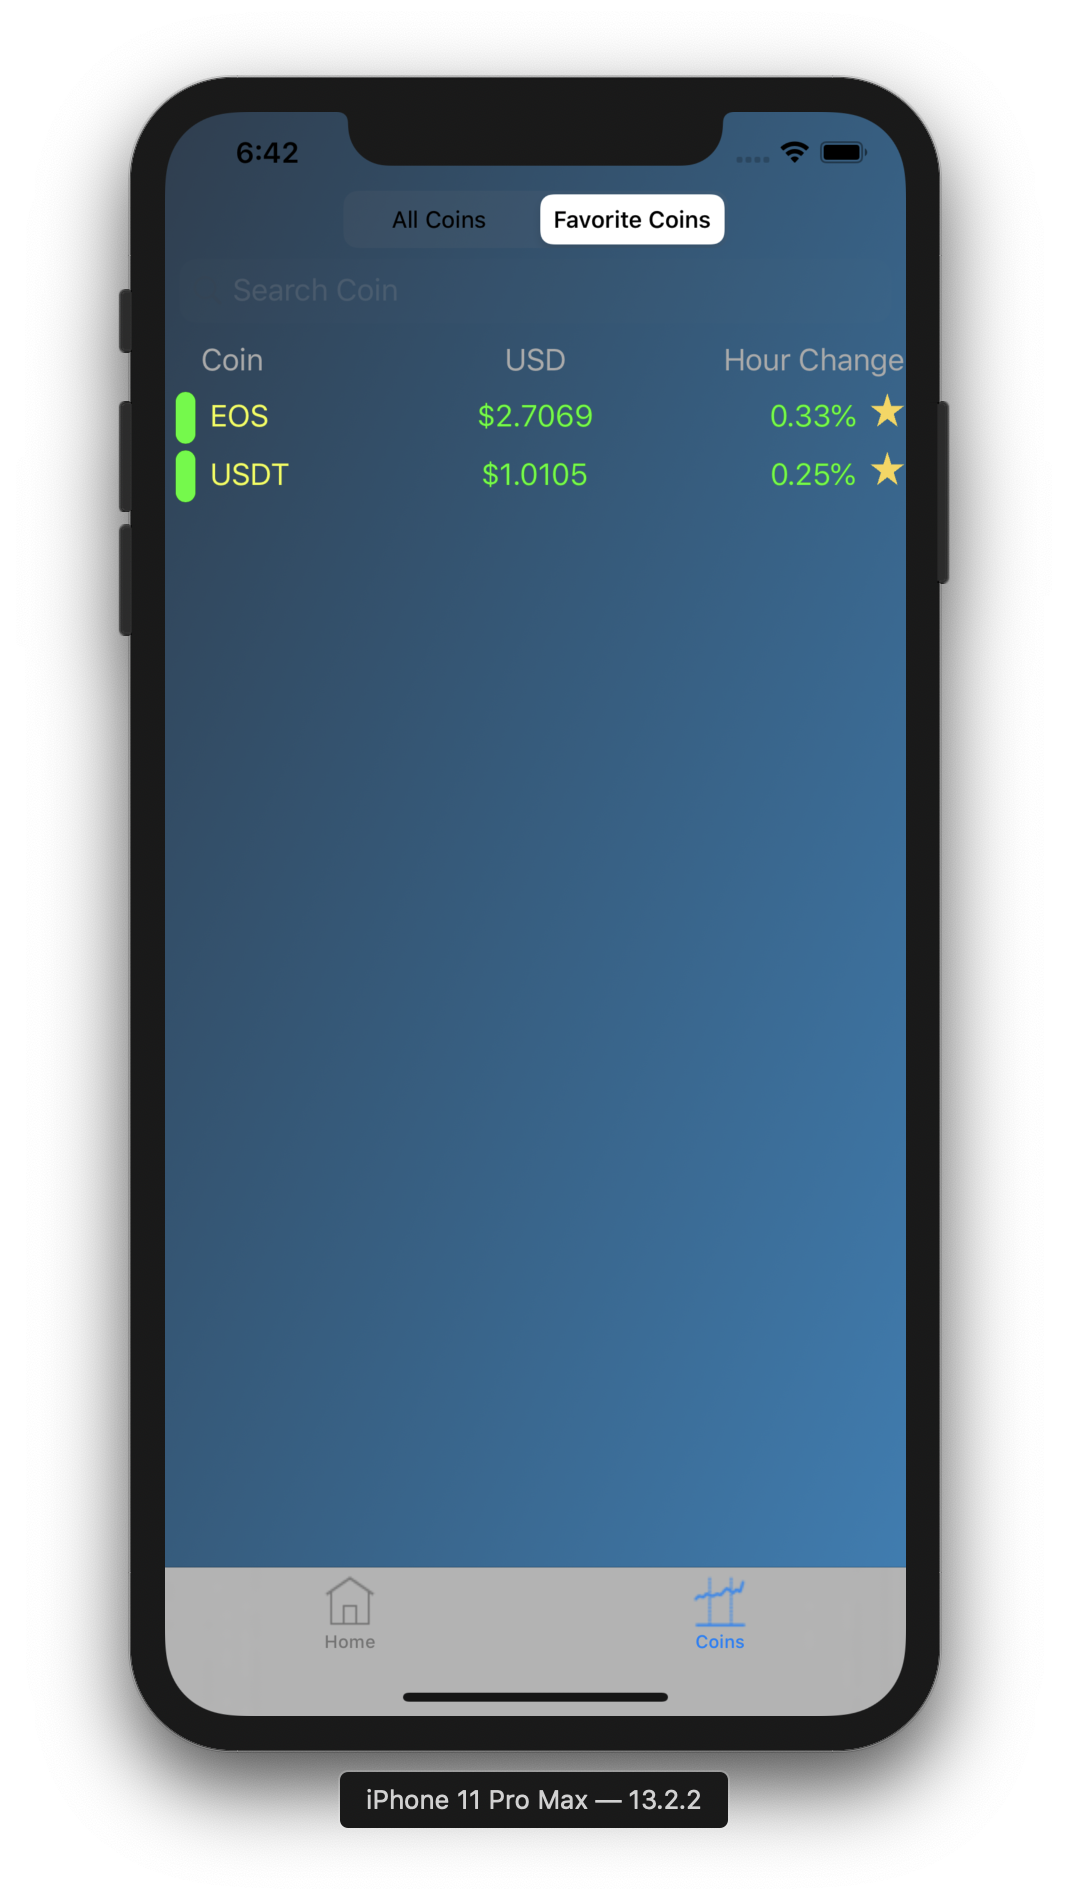 6:42
All Coins Favorite Coins
Search Coin
Coin USD Hour Change
EOS $2.7069 0.33%
USDT $1.0105 0.25%
Home Coins
iPhone 11 Pro Max — 13.2.2